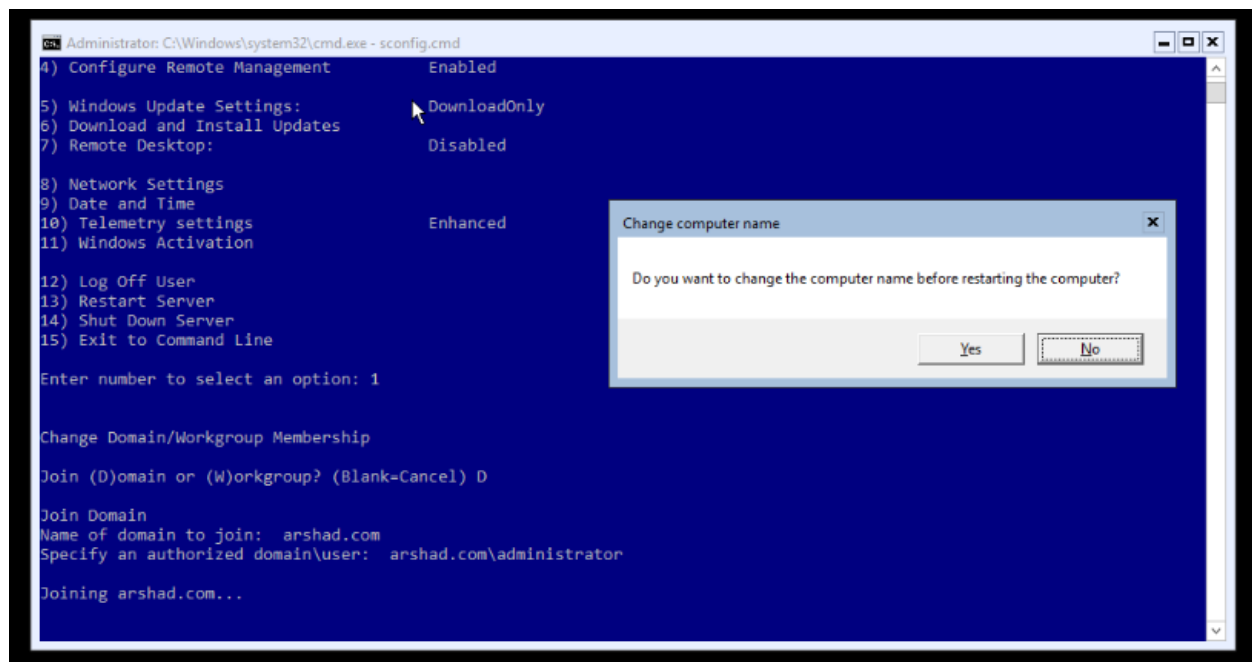 Administrator: C:\Windows\system32\cmd.exe - sconfig.cmd
4) Configure Remote Management Enabled
5) Windows Update Settings: DownloadOnly
6) Download and Install Updates
7) Remote Desktop: Disabled
8) Network Settings
9) Date and Time
10) Telemetry settings Enhanced
11) Windows Activation
12) Log Off User
13) Restart Server
14) Shut Down Server
15) Exit to Command Line
Enter number to select an option: 1
Change Domain/Workgroup Membership
Join (D)omain or (W)orkgroup? (Blank=Cancel) D
Join Domain
Name of domain to join: arshad.com
Specify an authorized domain\user: arshad.com\administrator
Joining arshad.com...
Change computer name
Do you want to change the computer name before restarting the computer?
Yes No